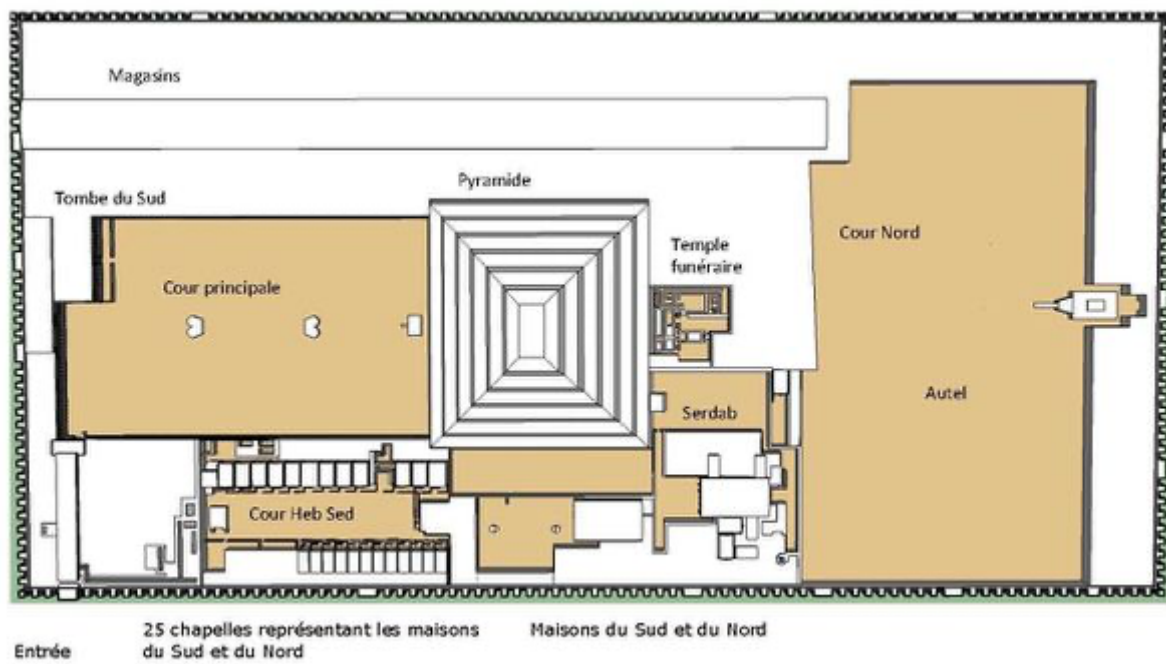 Magasins
Pyramide
Tombe du Sud
Cour Nord
Temple
funéraire
Cour principale
Autel
Serdab
Cour Heb Sed
25 chapelles représentant les maisons
du Sud et du Nord
Maisons du Sud et du Nord
Entrée